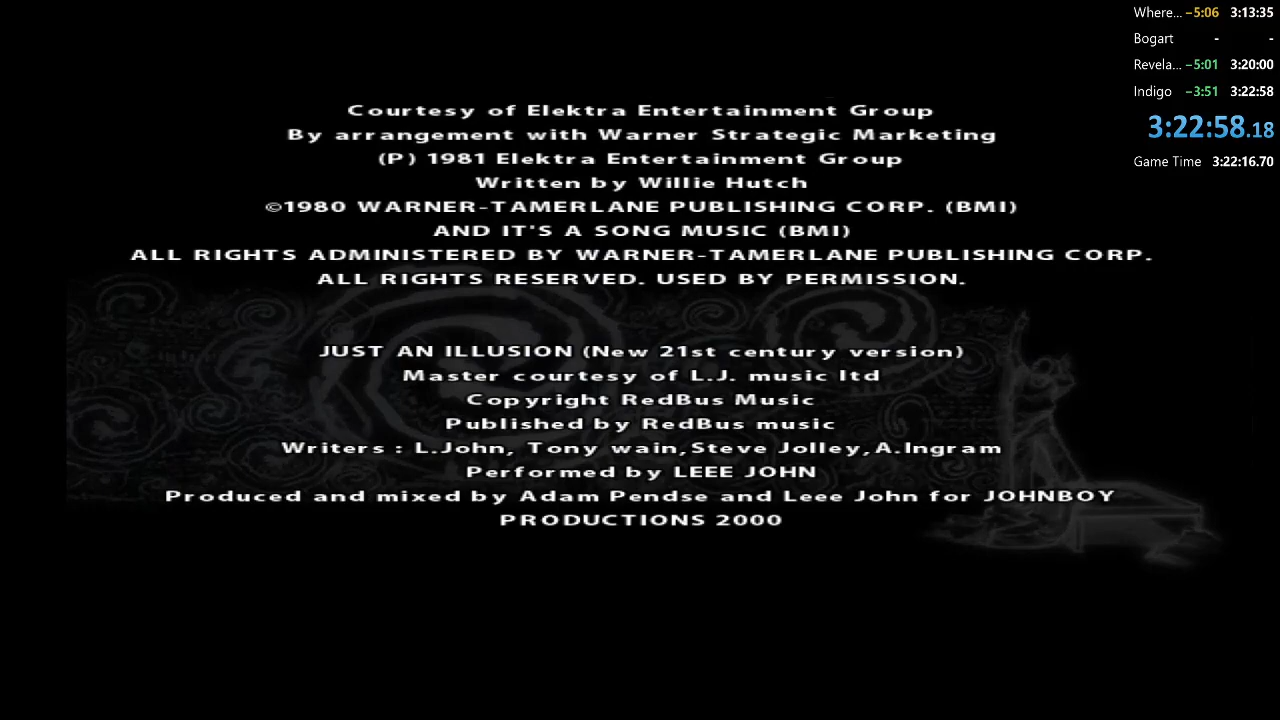 Where... −5:06 3:13:35
Bogart - -
Revela... −5:01 3:20:00
Indigo −3:51 3:22:58
3:22:58.18
Game Time 3:22:16.70
Courtesy of Elektra Entertainment Group
By arrangement with Warner Strategic Marketing
(P) 1981 Elektra Entertainment Group
Written by Willie Hutch
©1980 WARNER-TAMERLANE PUBLISHING CORP. (BMI)
AND IT'S A SONG MUSIC (BMI)
ALL RIGHTS ADMINISTERED BY WARNER-TAMERLANE PUBLISHING CORP.
ALL RIGHTS RESERVED. USED BY PERMISSION.
JUST AN ILLUSION (New 21st century version)
Master courtesy of L.J. music ltd
Copyright RedBus Music
Published by RedBus music
Writers : L.John, Tony wain,Steve Jolley,A.Ingram
Performed by LEEE JOHN
Produced and mixed by Adam Pendse and Leee John for JOHNBOY
PRODUCTIONS 2000